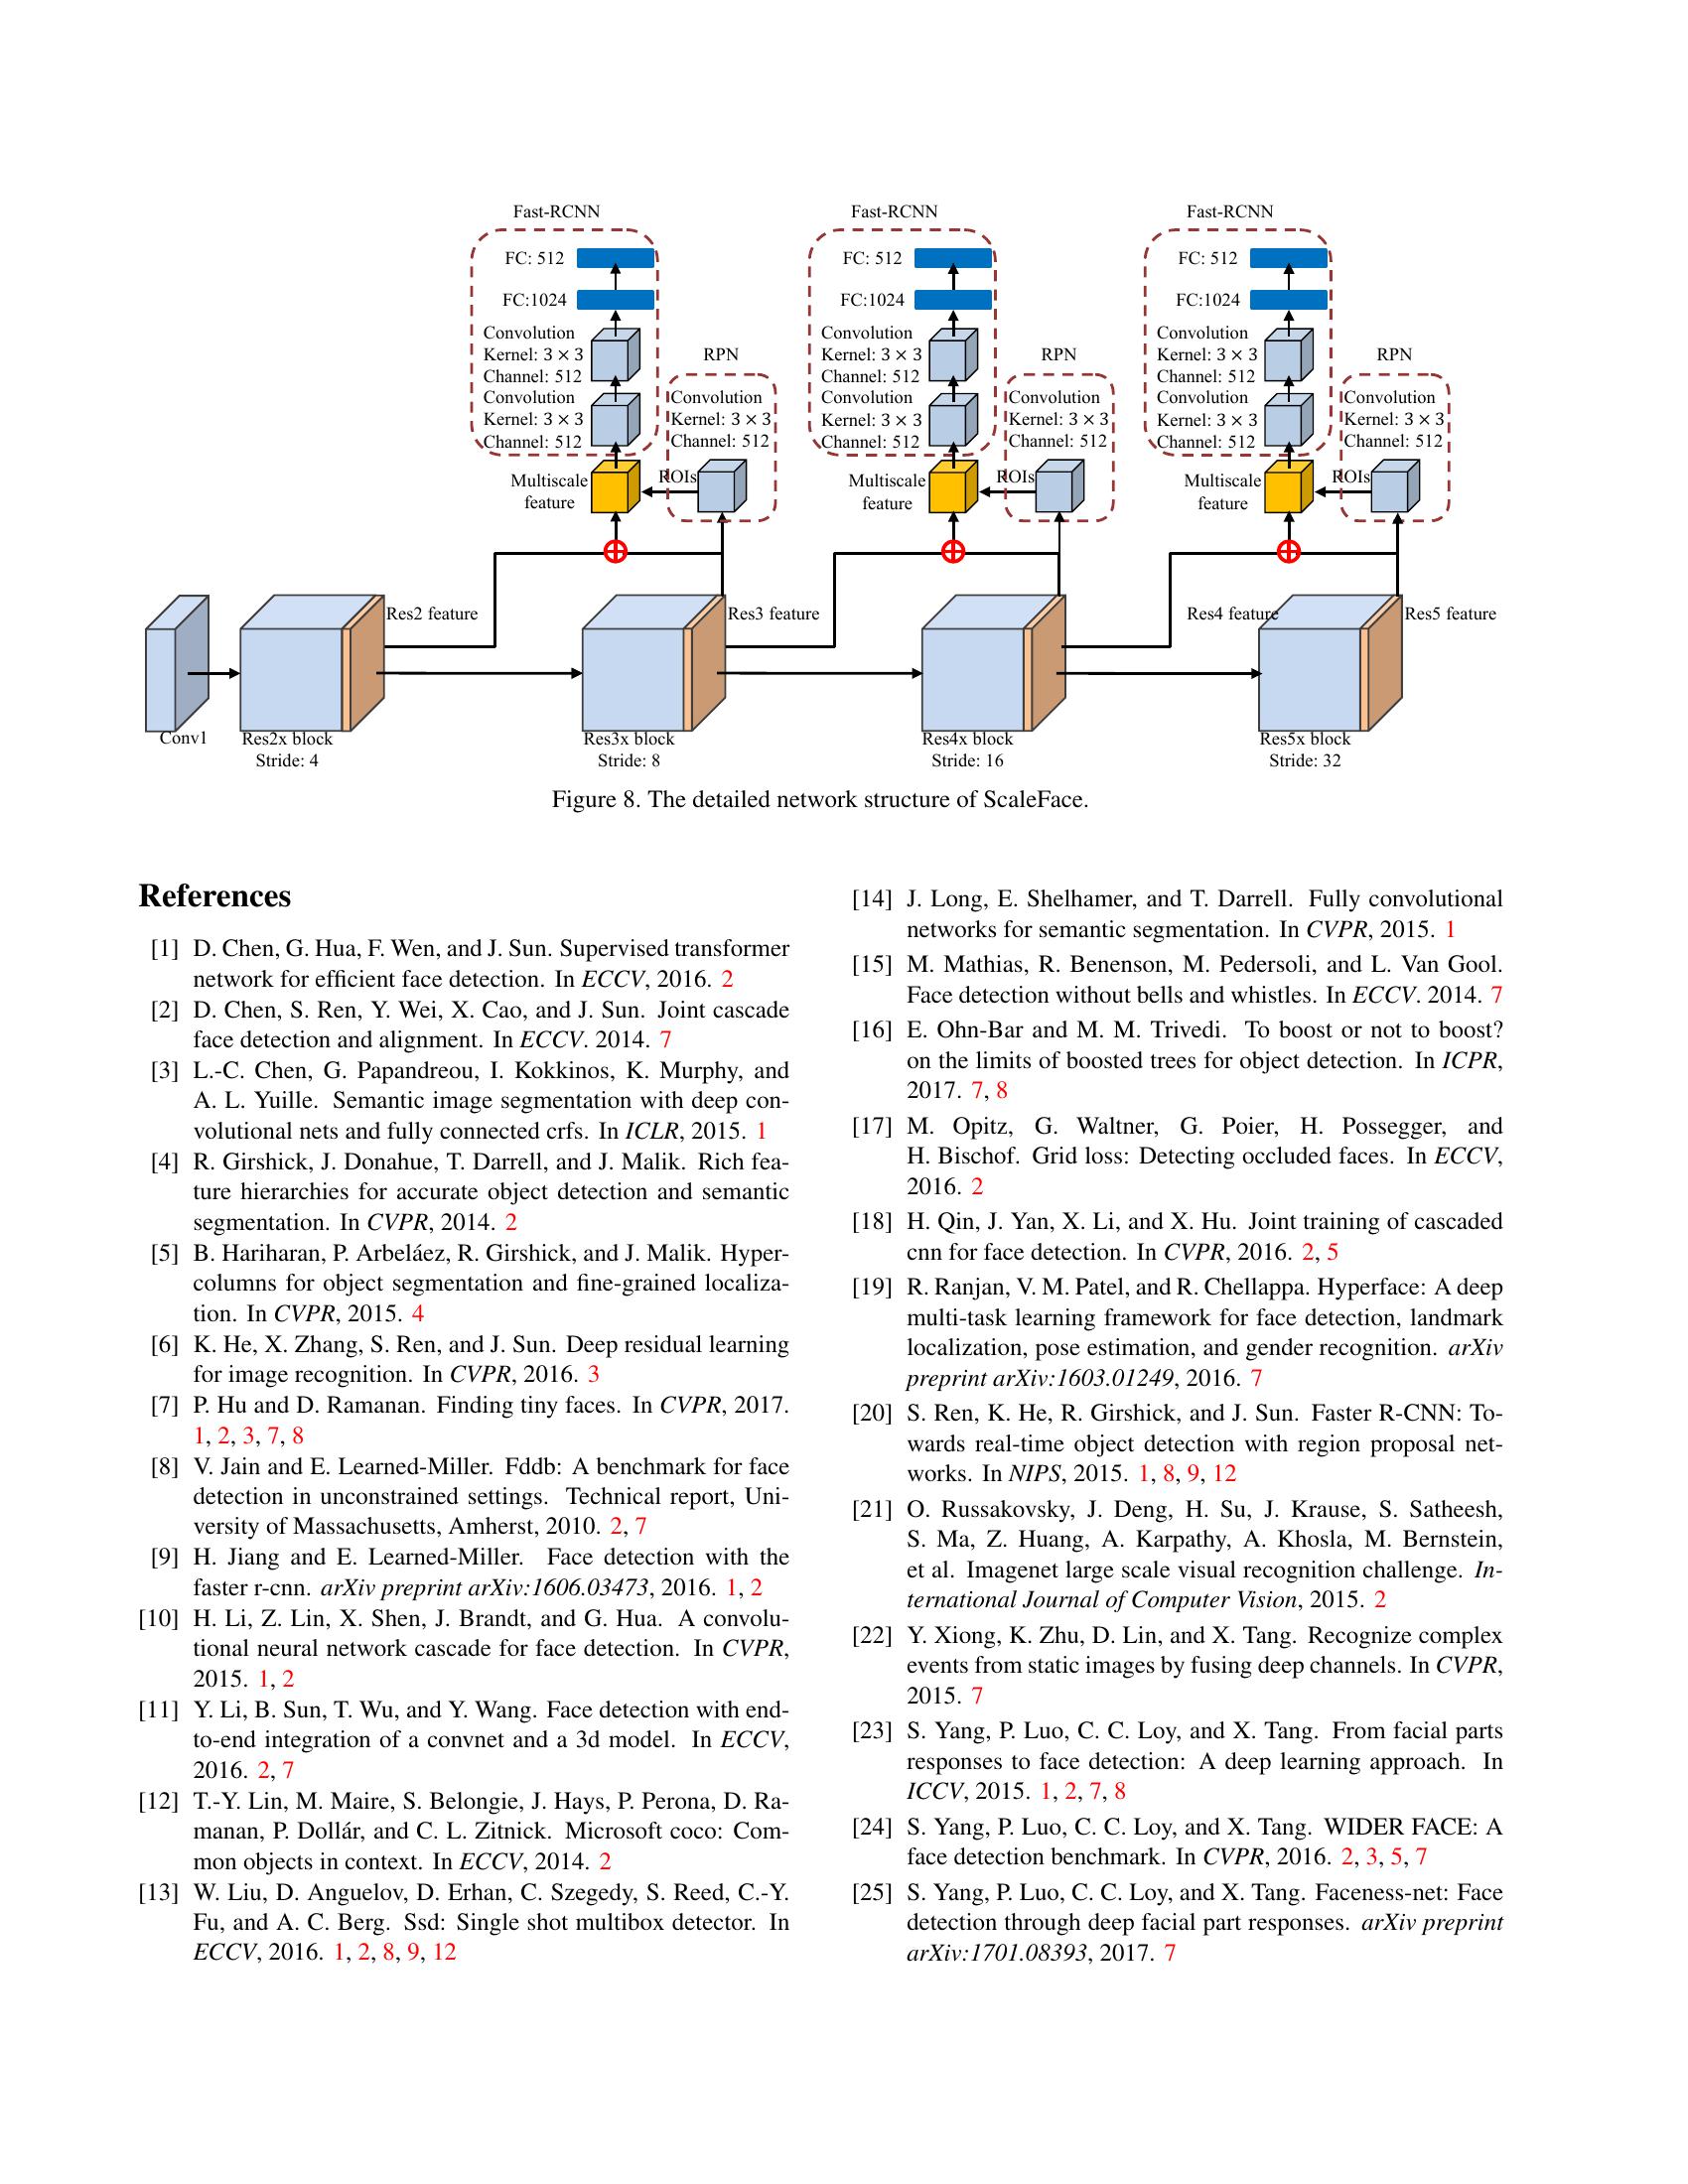 Fast-RCNN
FC: 512
FC:1024
Convolution
Kernel: 3 × 3
Channel: 512
Convolution
Kernel: 3 × 3
Channel: 512
Multiscale
feature
RPN
Convolution
Kernel: 3 × 3
Channel: 512
ROIs
Fast-RCNN
FC: 512
FC:1024
Convolution
Kernel: 3 × 3
Channel: 512
Convolution
Kernel: 3 × 3
Channel: 512
Multiscale
feature
RPN
Convolution
Kernel: 3 × 3
Channel: 512
ROIs
Fast-RCNN
FC: 512
FC:1024
Convolution
Kernel: 3 × 3
Channel: 512
Convolution
Kernel: 3 × 3
Channel: 512
Multiscale
feature
RPN
Convolution
Kernel: 3 × 3
Channel: 512
ROIs
Res2 feature
Res3 feature
Res4 feature
Res5 feature
Conv1
Res2x block
Stride: 4
Res3x block
Stride: 8
Res4x block
Stride: 16
Res5x block
Stride: 32
Figure 8. The detailed network structure of ScaleFace.
References
[1] D. Chen, G. Hua, F. Wen, and J. Sun. Supervised transformer
network for efficient face detection. In ECCV, 2016. 2
[2] D. Chen, S. Ren, Y. Wei, X. Cao, and J. Sun. Joint cascade
face detection and alignment. In ECCV. 2014. 7
[3] L.-C. Chen, G. Papandreou, I. Kokkinos, K. Murphy, and
A. L. Yuille. Semantic image segmentation with deep con-
volutional nets and fully connected crfs. In ICLR, 2015. 1
[4] R. Girshick, J. Donahue, T. Darrell, and J. Malik. Rich fea-
ture hierarchies for accurate object detection and semantic
segmentation. In CVPR, 2014. 2
[5] B. Hariharan, P. Arbeláez, R. Girshick, and J. Malik. Hyper-
columns for object segmentation and fine-grained localiza-
tion. In CVPR, 2015. 4
[6] K. He, X. Zhang, S. Ren, and J. Sun. Deep residual learning
for image recognition. In CVPR, 2016. 3
[7] P. Hu and D. Ramanan. Finding tiny faces. In CVPR, 2017.
1, 2, 3, 7, 8
[8] V. Jain and E. Learned-Miller. Fddb: A benchmark for face
detection in unconstrained settings. Technical report, Uni-
versity of Massachusetts, Amherst, 2010. 2, 7
[9] H. Jiang and E. Learned-Miller. Face detection with the
faster r-cnn. arXiv preprint arXiv:1606.03473, 2016. 1, 2
[10] H. Li, Z. Lin, X. Shen, J. Brandt, and G. Hua. A convolu-
tional neural network cascade for face detection. In CVPR,
2015. 1, 2
[11] Y. Li, B. Sun, T. Wu, and Y. Wang. Face detection with end-
to-end integration of a convnet and a 3d model. In ECCV,
2016. 2, 7
[12] T.-Y. Lin, M. Maire, S. Belongie, J. Hays, P. Perona, D. Ra-
manan, P. Dollár, and C. L. Zitnick. Microsoft coco: Com-
mon objects in context. In ECCV, 2014. 2
[13] W. Liu, D. Anguelov, D. Erhan, C. Szegedy, S. Reed, C.-Y.
Fu, and A. C. Berg. Ssd: Single shot multibox detector. In
ECCV, 2016. 1, 2, 8, 9, 12
[14] J. Long, E. Shelhamer, and T. Darrell. Fully convolutional
networks for semantic segmentation. In CVPR, 2015. 1
[15] M. Mathias, R. Benenson, M. Pedersoli, and L. Van Gool.
Face detection without bells and whistles. In ECCV. 2014. 7
[16] E. Ohn-Bar and M. M. Trivedi. To boost or not to boost?
on the limits of boosted trees for object detection. In ICPR,
2017. 7, 8
[17] M. Opitz, G. Waltner, G. Poier, H. Possegger, and
H. Bischof. Grid loss: Detecting occluded faces. In ECCV,
2016. 2
[18] H. Qin, J. Yan, X. Li, and X. Hu. Joint training of cascaded
cnn for face detection. In CVPR, 2016. 2, 5
[19] R. Ranjan, V. M. Patel, and R. Chellappa. Hyperface: A deep
multi-task learning framework for face detection, landmark
localization, pose estimation, and gender recognition. arXiv
preprint arXiv:1603.01249, 2016. 7
[20] S. Ren, K. He, R. Girshick, and J. Sun. Faster R-CNN: To-
wards real-time object detection with region proposal net-
works. In NIPS, 2015. 1, 8, 9, 12
[21] O. Russakovsky, J. Deng, H. Su, J. Krause, S. Satheesh,
S. Ma, Z. Huang, A. Karpathy, A. Khosla, M. Bernstein,
et al. Imagenet large scale visual recognition challenge. In-
ternational Journal of Computer Vision, 2015. 2
[22] Y. Xiong, K. Zhu, D. Lin, and X. Tang. Recognize complex
events from static images by fusing deep channels. In CVPR,
2015. 7
[23] S. Yang, P. Luo, C. C. Loy, and X. Tang. From facial parts
responses to face detection: A deep learning approach. In
ICCV, 2015. 1, 2, 7, 8
[24] S. Yang, P. Luo, C. C. Loy, and X. Tang. WIDER FACE: A
face detection benchmark. In CVPR, 2016. 2, 3, 5, 7
[25] S. Yang, P. Luo, C. C. Loy, and X. Tang. Faceness-net: Face
detection through deep facial part responses. arXiv preprint
arXiv:1701.08393, 2017. 7